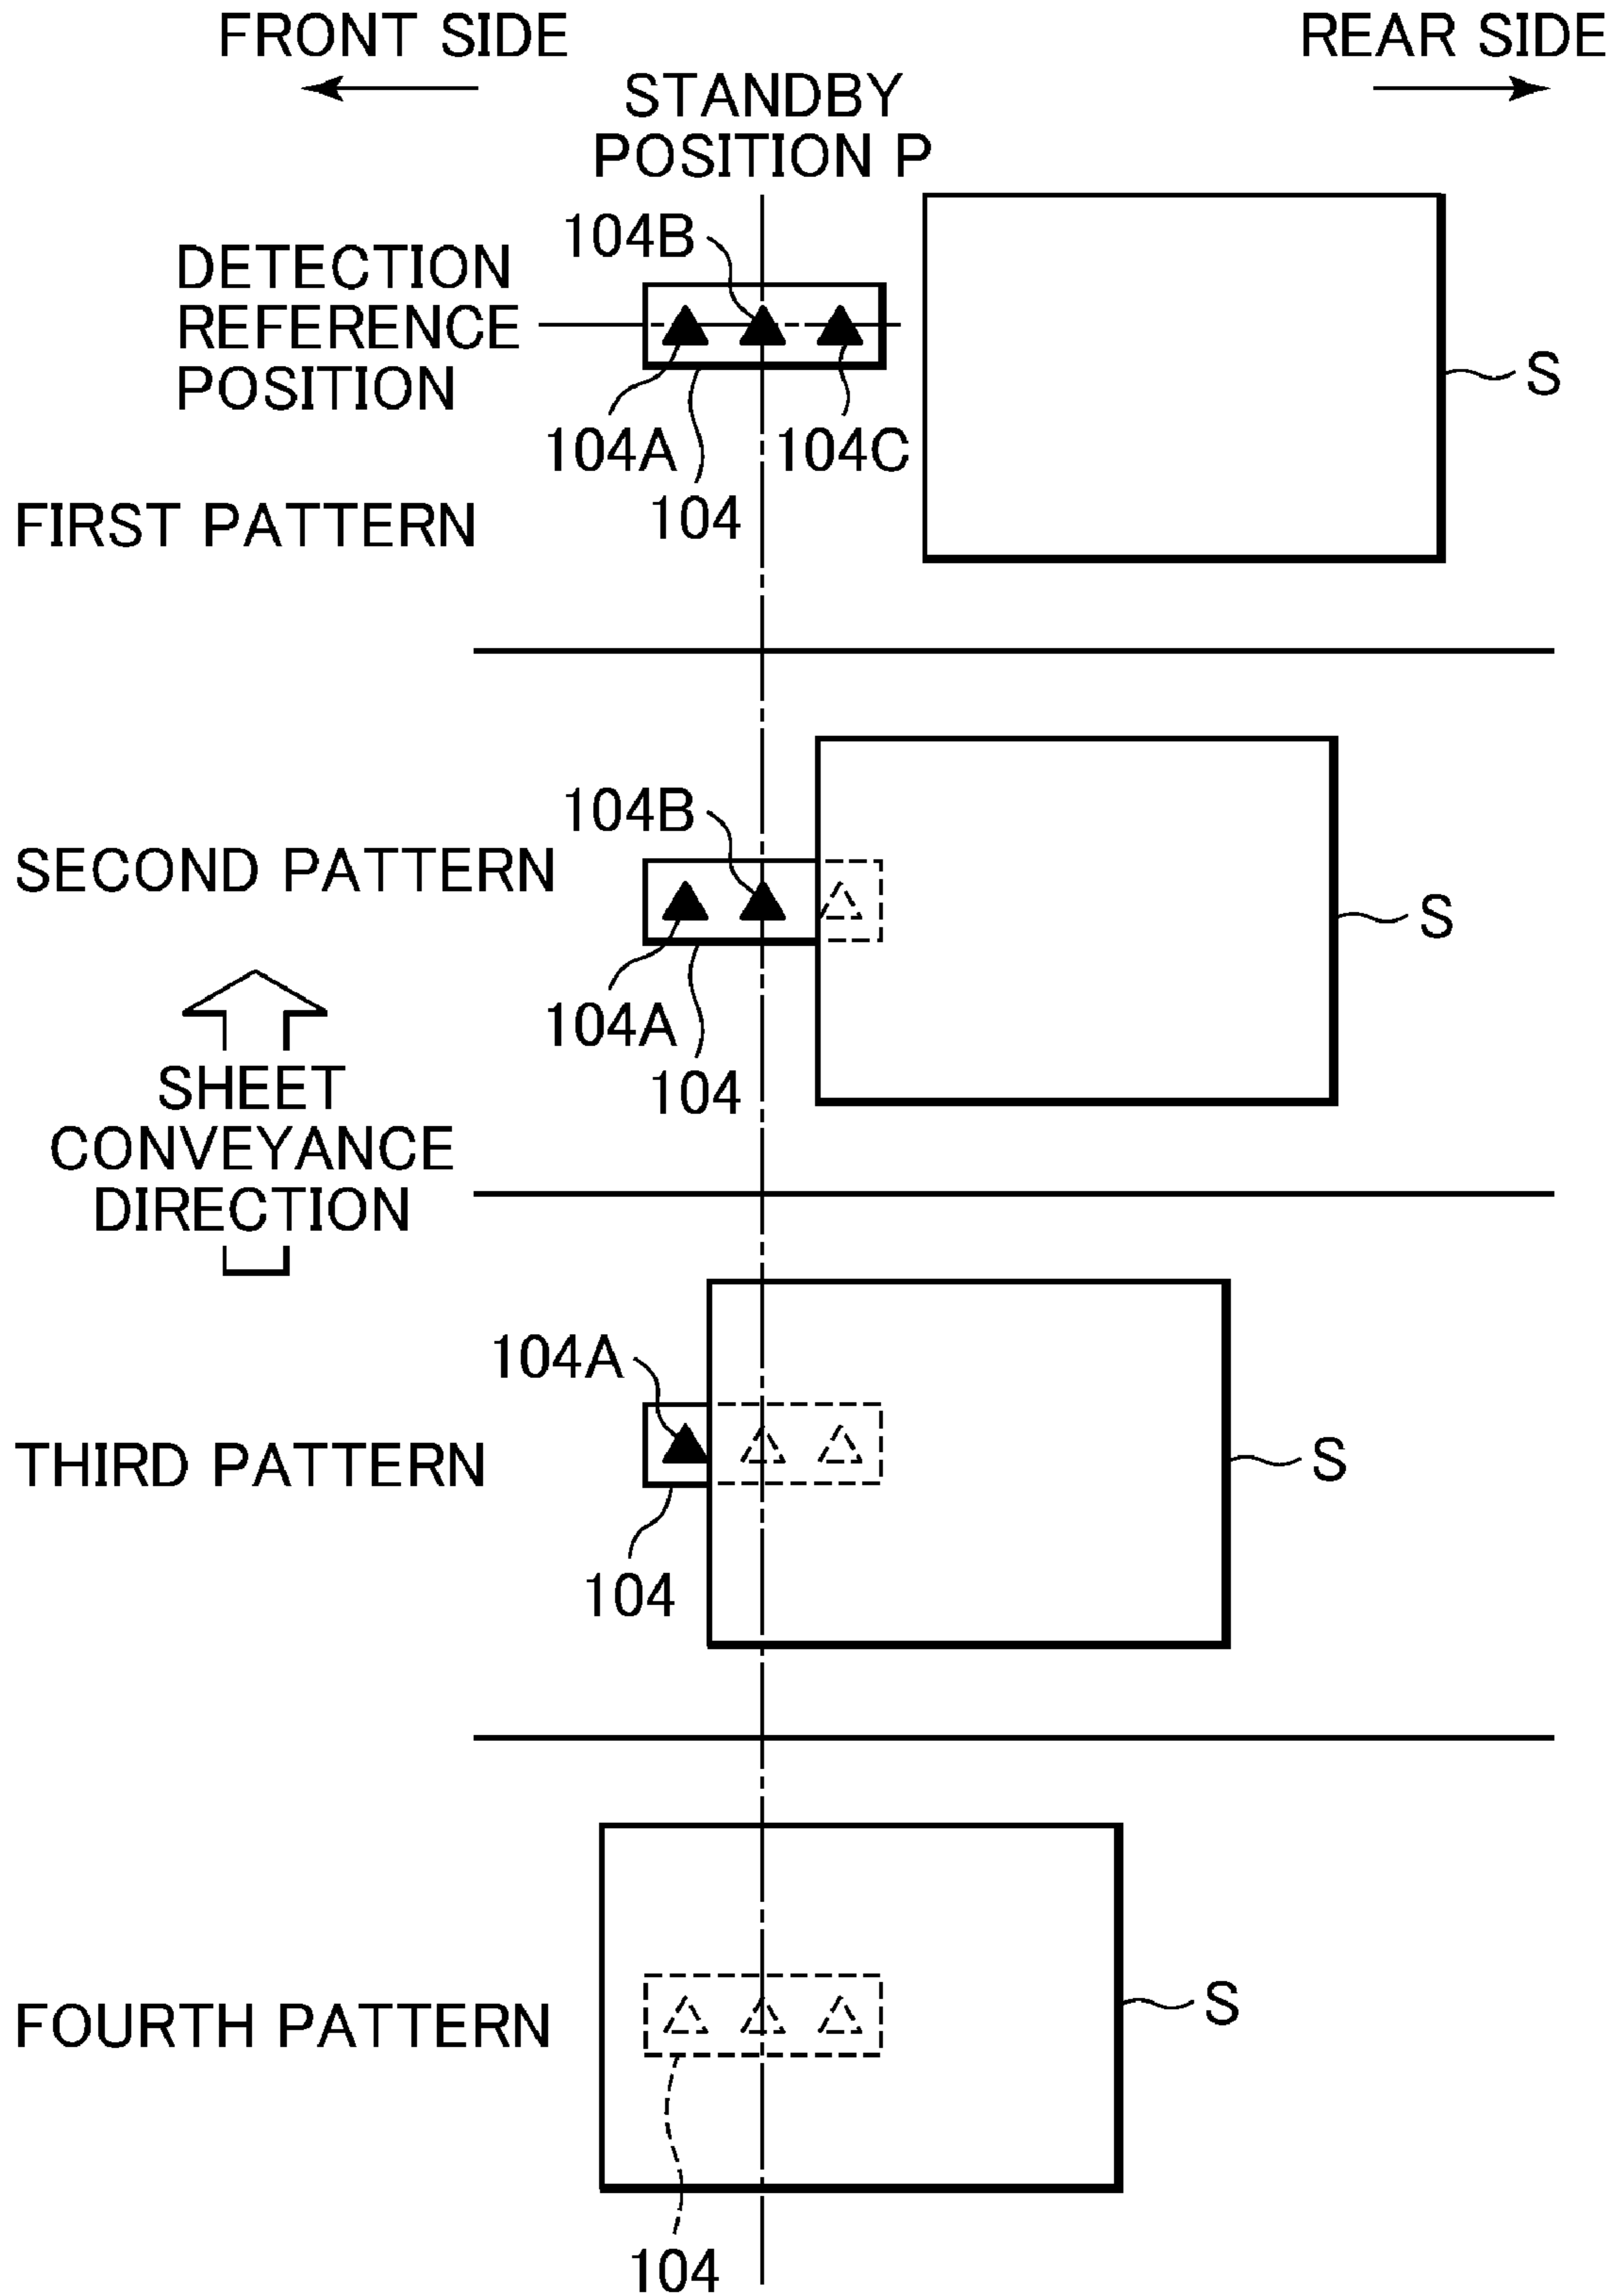 FRONT SIDE
REAR SIDE
STANDBY
POSITION P
104B
DETECTION
REFERENCE
POSITION
S
104A
104C
104
FIRST PATTERN
104B
SECOND PATTERN
S
104A
104
SHEET
CONVEYANCE
DIRECTION
104A
THIRD PATTERN
S
104
FOURTH PATTERN
S
104